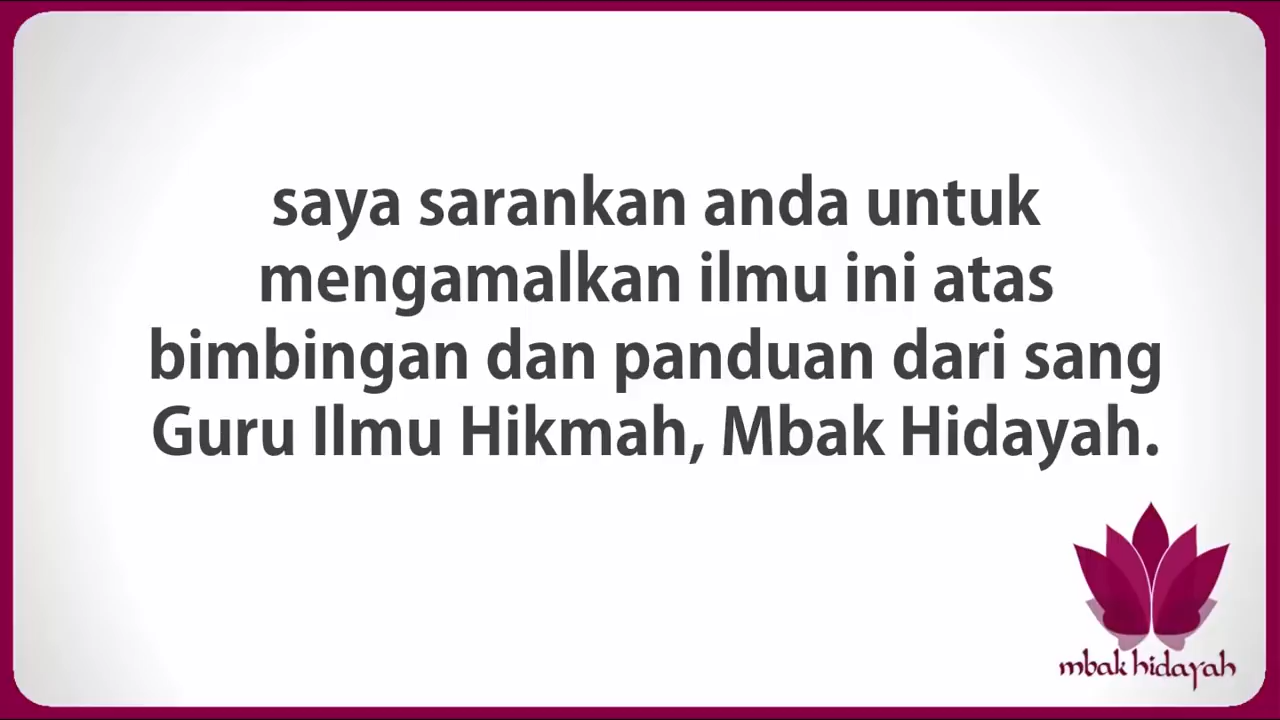 saya sarankan anda untuk
mengamalkan ilmu ini atas
bimbingan dan panduan dari sang
Guru Ilmu Hikmah, Mbak Hidayah.
mbak hidayah